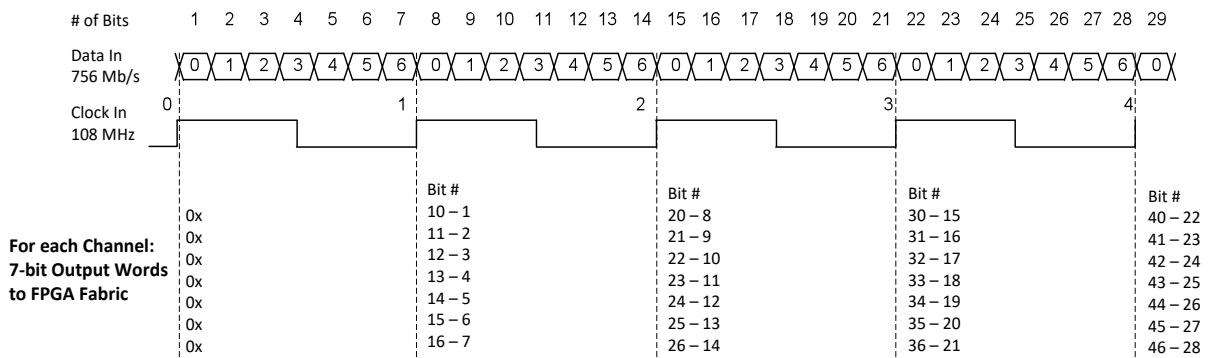 # of Bits 1 2 3 4 5 6 7 8 9 10 11 12 13 14 15 16 17 18 19 20 21 22 23 24 25 26 27 28 29
Data In
756 Mb/s
0 1 2 3 4 5 6 0 1 2 3 4 5 6 0 1 2 3 4 5 6 0 1 2 3 4 5 6 0
0 1 2 3 4
Clock In
108 MHz
For each Channel:
7-bit Output Words
to FPGA Fabric
0x
0x
0x
0x
0x
0x
0x
Bit #
10 – 1
11 – 2
12 – 3
13 – 4
14 – 5
15 – 6
16 – 7
Bit #
20 – 8
21 – 9
22 – 10
23 – 11
24 – 12
25 – 13
26 – 14
Bit #
30 – 15
31 – 16
32 – 17
33 – 18
34 – 19
35 – 20
36 – 21
Bit #
40 – 22
41 – 23
42 – 24
43 – 25
44 – 26
45 – 27
46 – 28